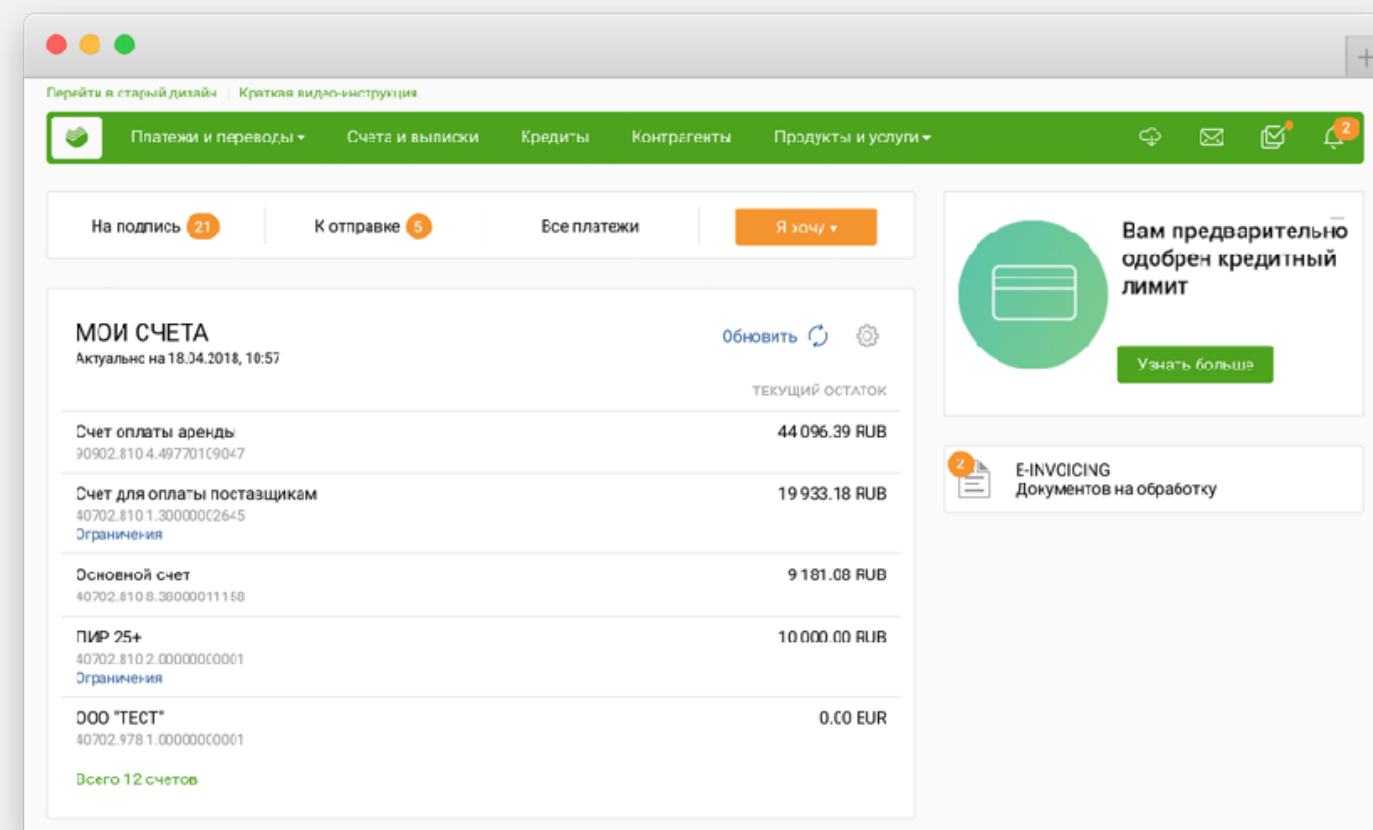 Перейти в старый дизайн | Краткая видео-инструкция
Платежи и переводы Счета и выписки Кредиты Контрагенты Продукты и услуги 2
На подпись 21 К отправке 5 Все платежи Я хочу
Вам предварительно
одобрен кредитный
лимит
Узнать больше
МОИ СЧЕТА Обновить
Актуально на 18.04.2018, 10:57
ТЕКУЩИЙ ОСТАТОК
Счет оплаты аренды 44 096.39 RUB
90902.810 4.49770109047
Счет для оплаты поставщикам 19 933.18 RUB
40702.810 1.30000002645
Ограничения
Основной счет 9 181.08 RUB
40702.810 8.38000011158
ПИР 25+ 10 000.00 RUB
40702.810 2.00000000001
Ограничения
ООО "ТЕСТ" 0.00 EUR
40702.978 1.00000000001
Всего 12 счетов
2 E-INVOICING
Документов на обработку